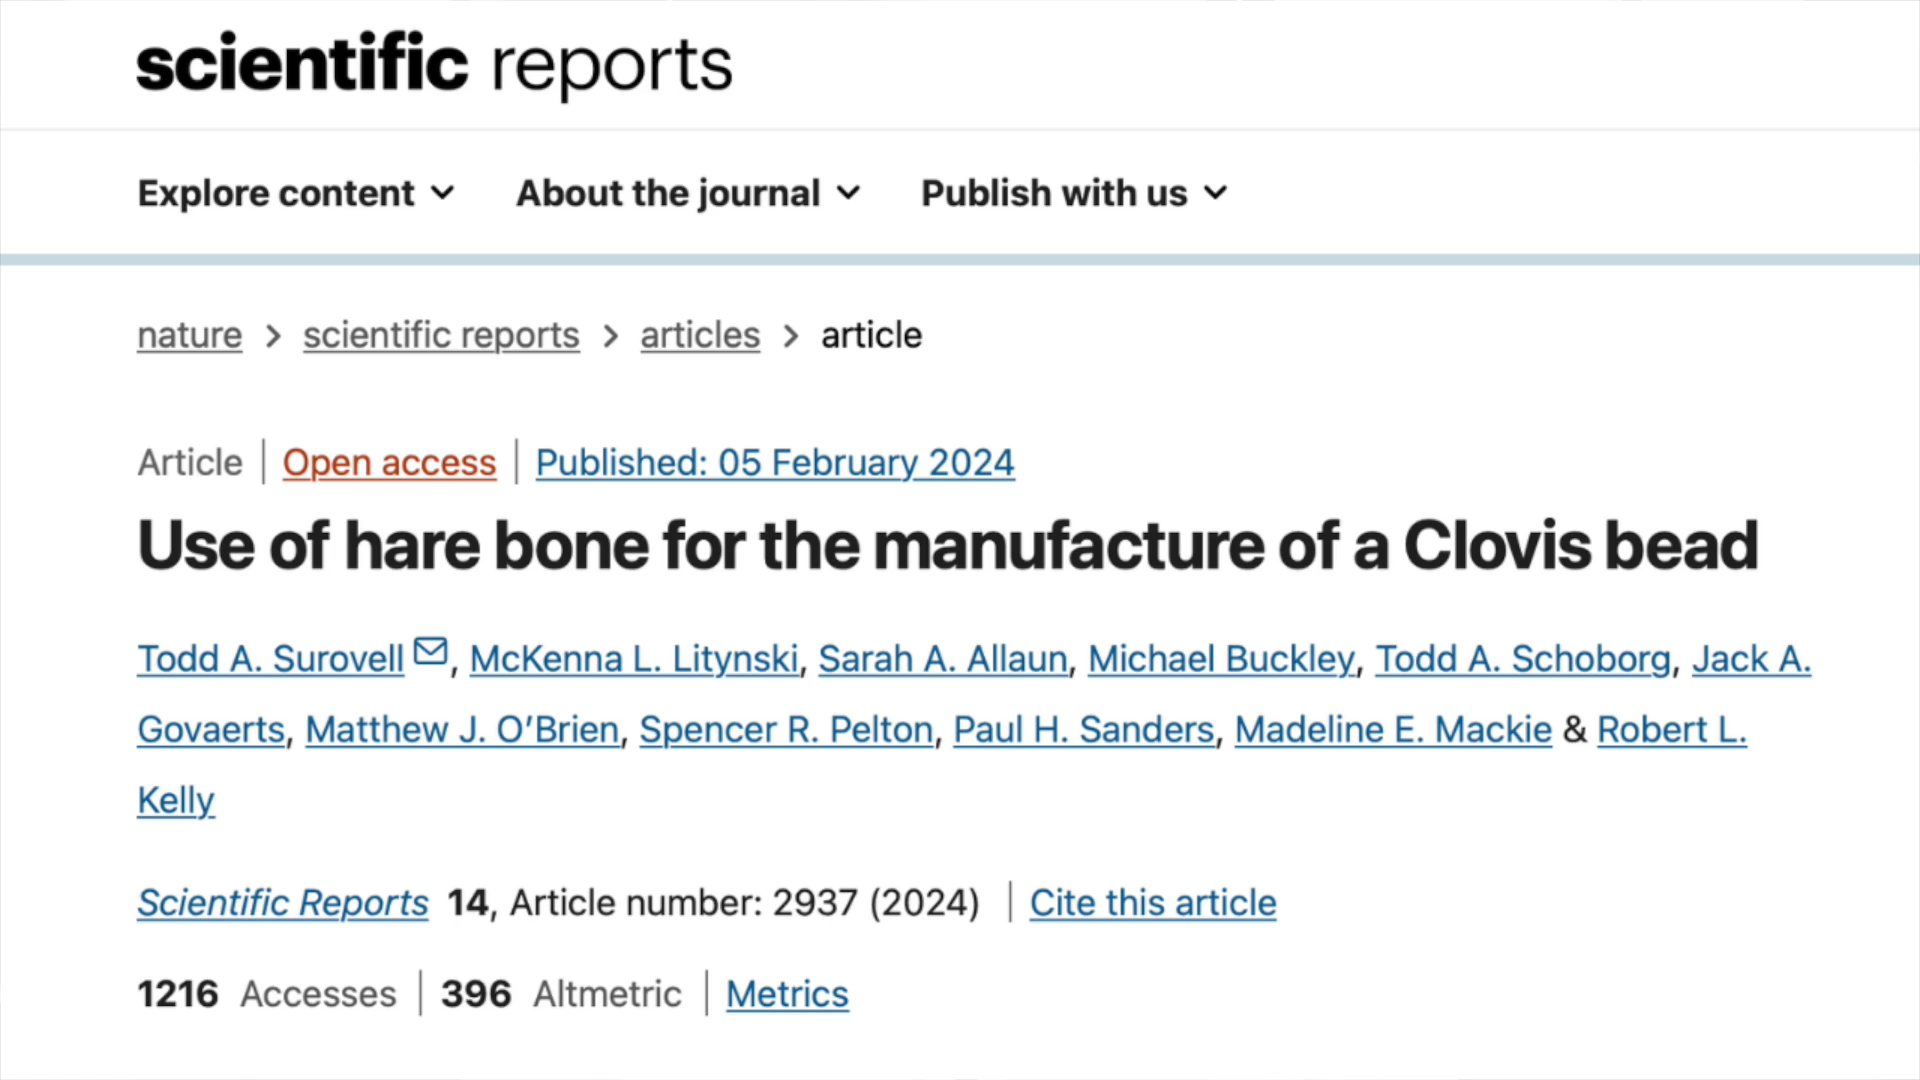 scientific reports
Explore content About the journal Publish with us
nature > scientific reports > articles > article
Article | Open access | Published: 05 February 2024
Use of hare bone for the manufacture of a Clovis bead
Todd A. Surovell, McKenna L. Litynski, Sarah A. Allaun, Michael Buckley, Todd A. Schoborg, Jack A.
Govaerts, Matthew J. O’Brien, Spencer R. Pelton, Paul H. Sanders, Madeline E. Mackie & Robert L.
Kelly
Scientific Reports 14, Article number: 2937 (2024) | Cite this article
1216 Accesses | 396 Altmetric | Metrics